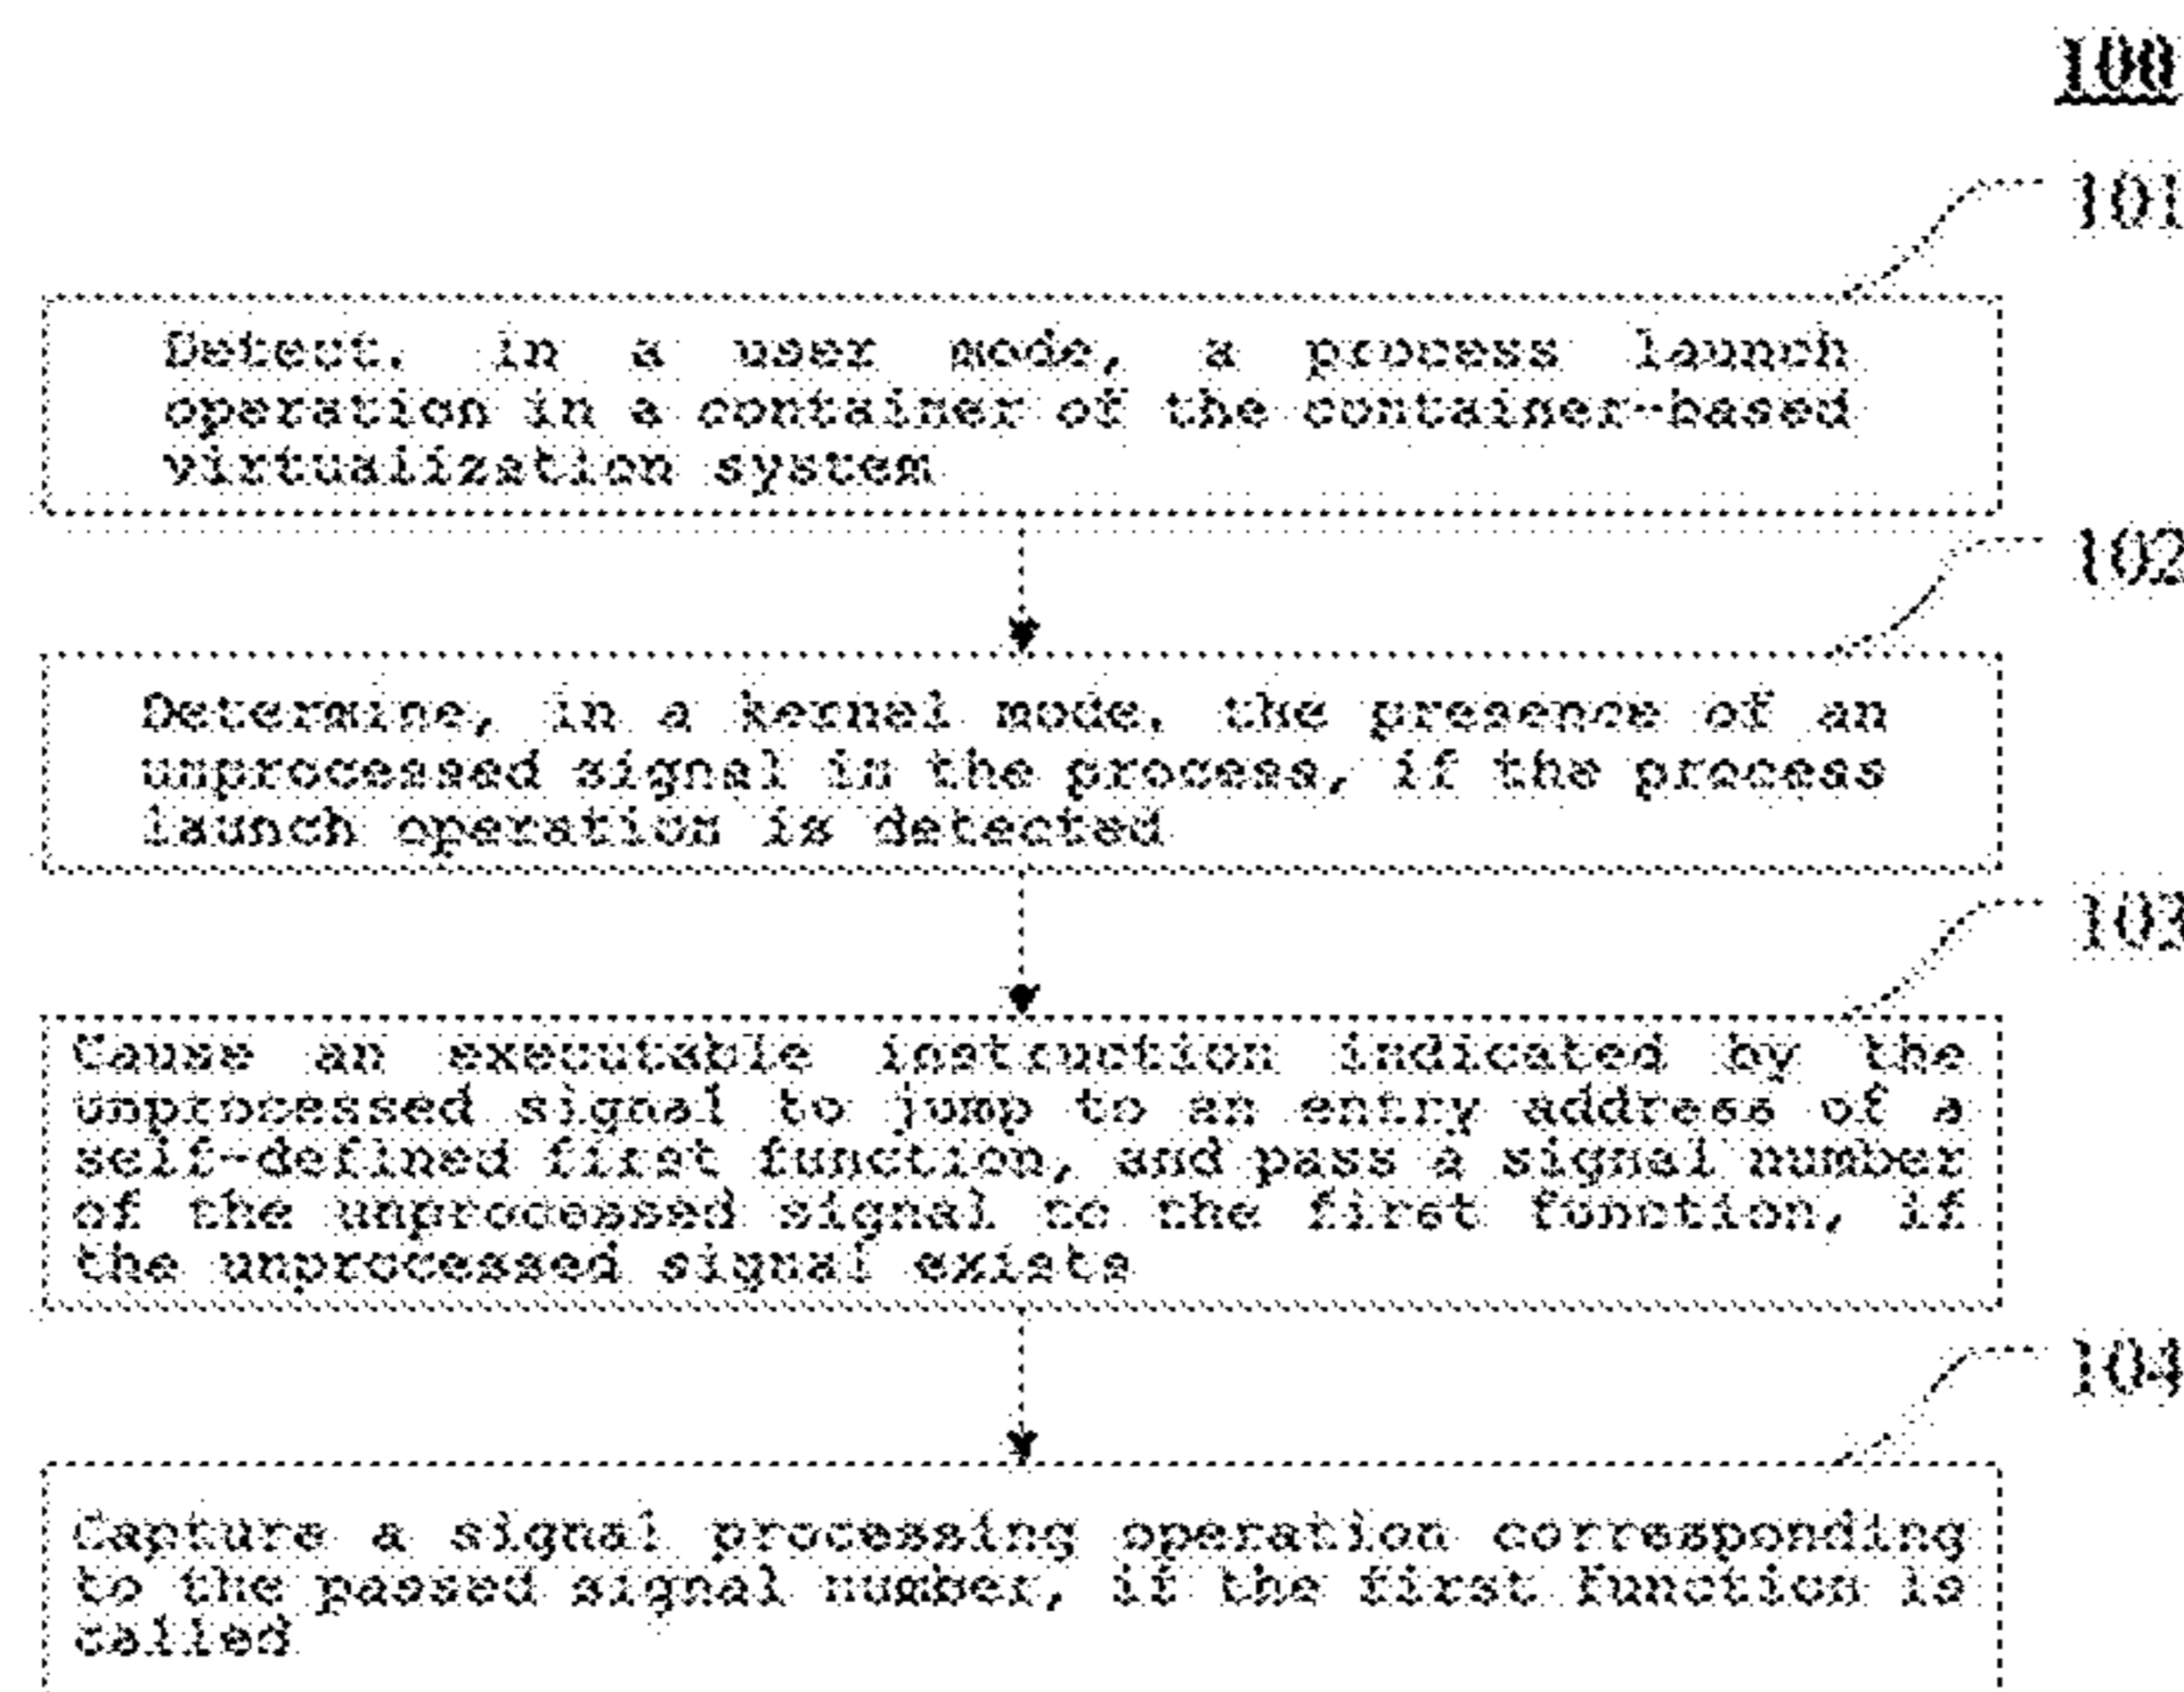 100
101
Detect, in a user mode, a process launch
operation in a container of the container-based
virtualization system
102
Determine, in a kernel mode, the presence of an
unprocessed signal in the process, if the process
launch operation is detected
103
Cause an executable instruction indicated by the
unprocessed signal to jump to an entry address of a
self-defined first function, and pass a signal number
of the unprocessed signal to the first function, if
the unprocessed signal exists
104
Capture a signal processing operation corresponding
to the passed signal number, if the first function is
called